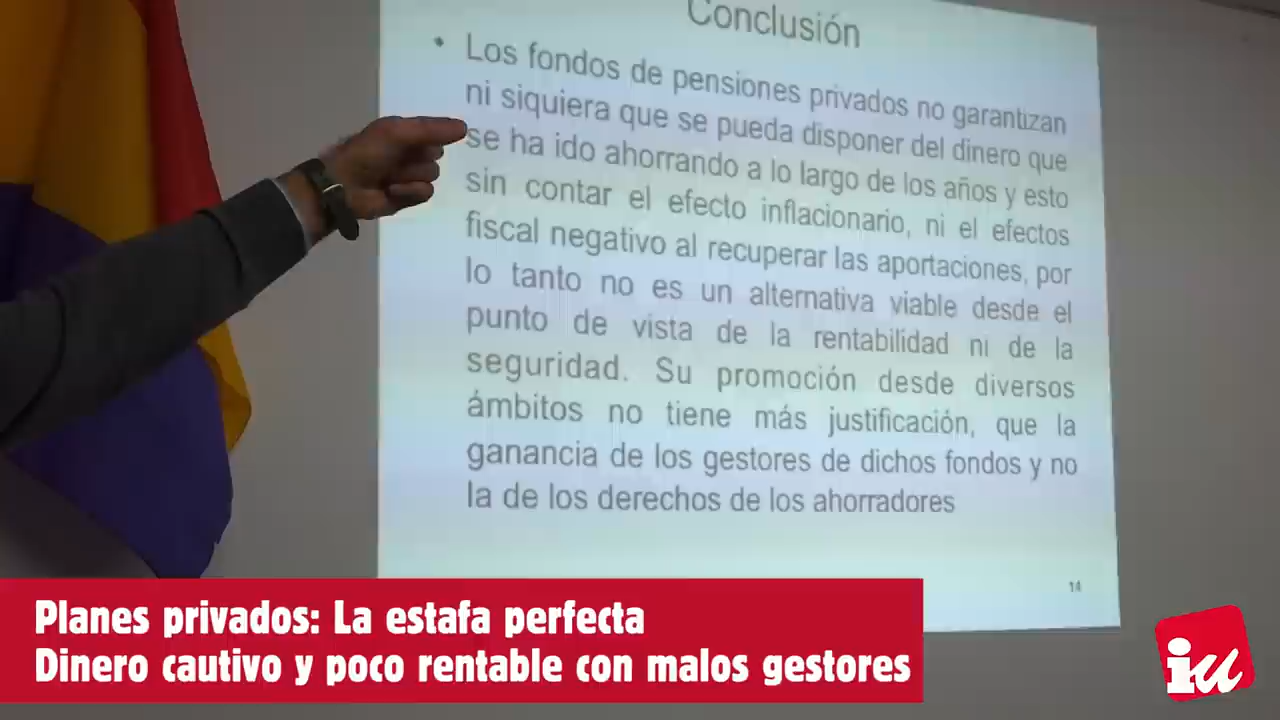 Conclusión
• Los fondos de pensiones privados no garantizan
ni siquiera que se pueda disponer del dinero que
se ha ido ahorrando a lo largo de los años y esto
sin contar el efecto inflacionario, ni el efectos
fiscal negativo al recuperar las aportaciones, por
lo tanto no es un alternativa viable desde el
punto de vista de la rentabilidad ni de la
seguridad. Su promoción desde diversos
ámbitos no tiene más justificación, que la
ganancia de los gestores de dichos fondos y no
la de los derechos de los ahorradores
14
Planes privados: La estafa perfecta
Dinero cautivo y poco rentable con malos gestores
iu